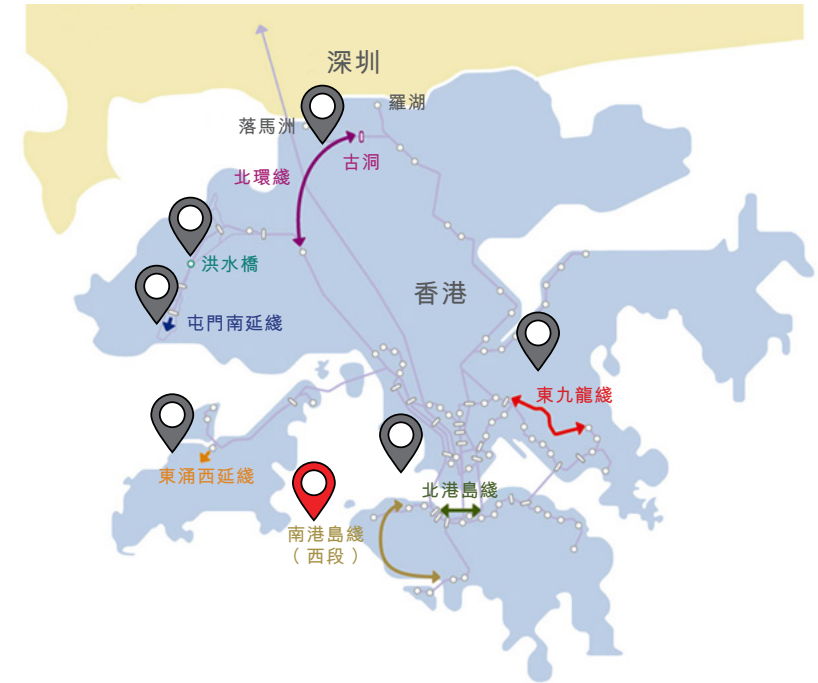 深圳
羅湖
落馬洲
古洞
北環綫
洪水橋
香港
屯門南延綫
東九龍綫
東涌西延綫
北港島綫
南港島綫
（西段）